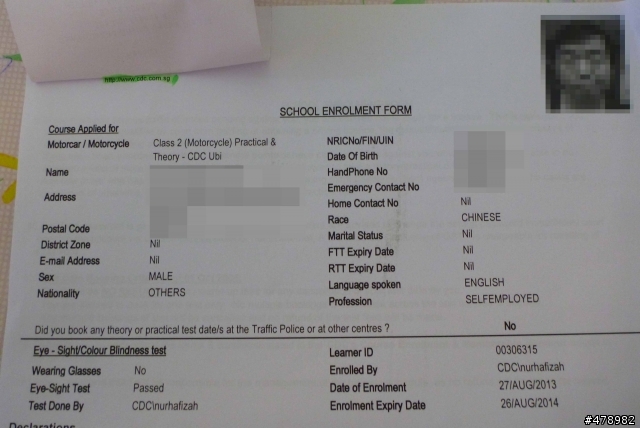 http://www.cdc.com.sg
SCHOOL ENROLMENT FORM
Course Applied for
Motorcar / Motorcycle Class 2 (Motorcycle) Practical &
Theory - CDC Ubi
Name
Address
Postal Code
District Zone Nil
E-mail Address Nil
Sex MALE
Nationality OTHERS
NRICNo/FIN/UIN
Date Of Birth
HandPhone No
Emergency Contact No
Home Contact No Nil
Race CHINESE
Marital Status Nil
FTT Expiry Date Nil
RTT Expiry Date Nil
Language spoken ENGLISH
Profession SELFEMPLOYED
Did you book any theory or practical test date/s at the Traffic Police or at other centres ? No
Eye - Sight/Colour Blindness test
Wearing Glasses No
Eye-Sight Test Passed
Test Done By CDC\nurhafizah
Learner ID 00306315
Enrolled By CDC\nurhafizah
Date of Enrolment 27/AUG/2013
Enrolment Expiry Date 26/AUG/2014
Declarations
#478982